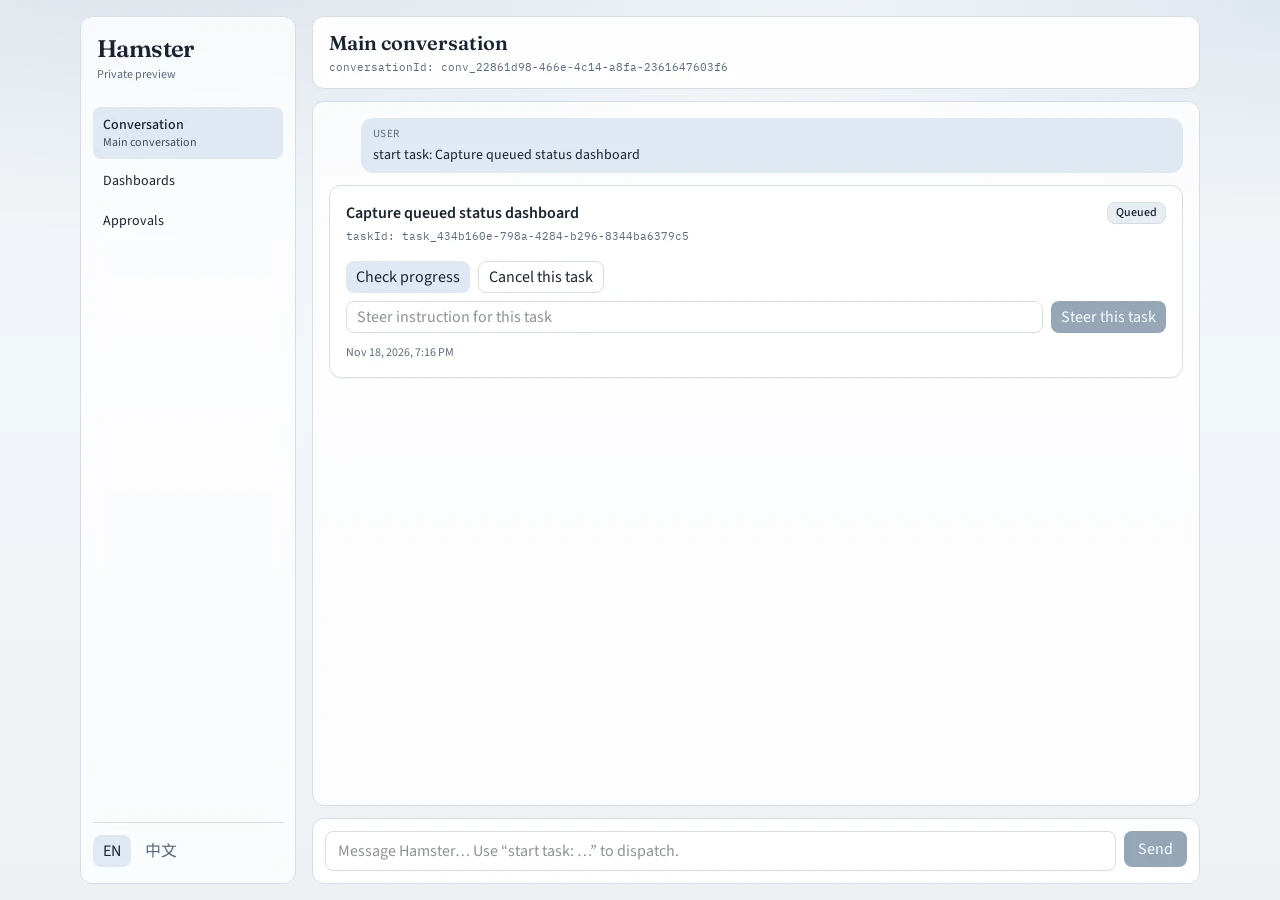 Hamster
Private preview
Conversation
Main conversation
Dashboards
Approvals
EN
中文
Main conversation
conversationId: conv_22861d98-466e-4c14-a8fa-2361647603f6
USER
start task: Capture queued status dashboard
Capture queued status dashboard
Queued
taskId: task_434b160e-798a-4284-b296-8344ba6379c5
Check progress
Cancel this task
Steer instruction for this task
Steer this task
Nov 18, 2026, 7:16 PM
Message Hamster… Use “start task: …” to dispatch.
Send